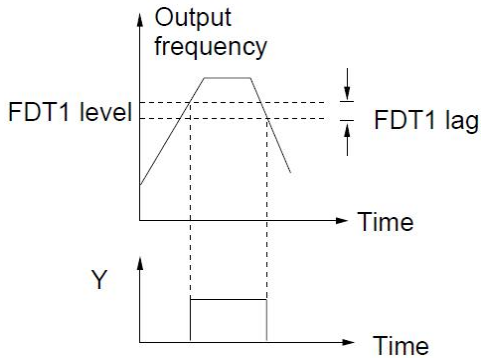 Output
frequency
FDT1 level
FDT1 lag
Time
Y
Time